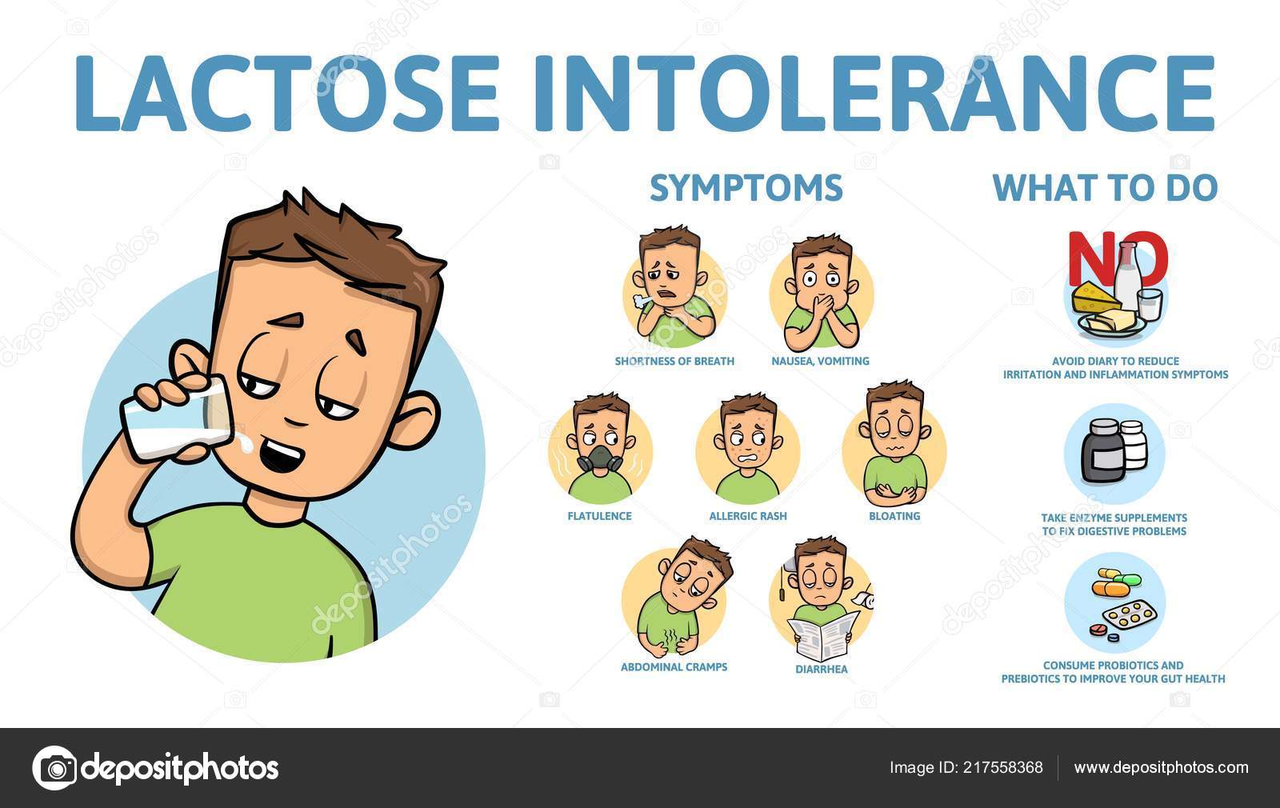 LACTOSE INTOLERANCE
SYMPTOMS
SHORTNESS OF BREATH
NAUSEA, VOMITING
FLATULENCE
ALLERGIC RASH
BLOATING
ABDOMINAL CRAMPS
DIARRHEA
WHAT TO DO
NO
AVOID DIARY TO REDUCE
IRRITATION AND INFLAMMATION SYMPTOMS
TAKE ENZYME SUPPLEMENTS
TO FIX DIGESTIVE PROBLEMS
CONSUME PROBIOTICS AND
PREBIOTICS TO IMPROVE YOUR GUT HEALTH
depositphotos
Image ID: 217558368
www.depositphotos.com